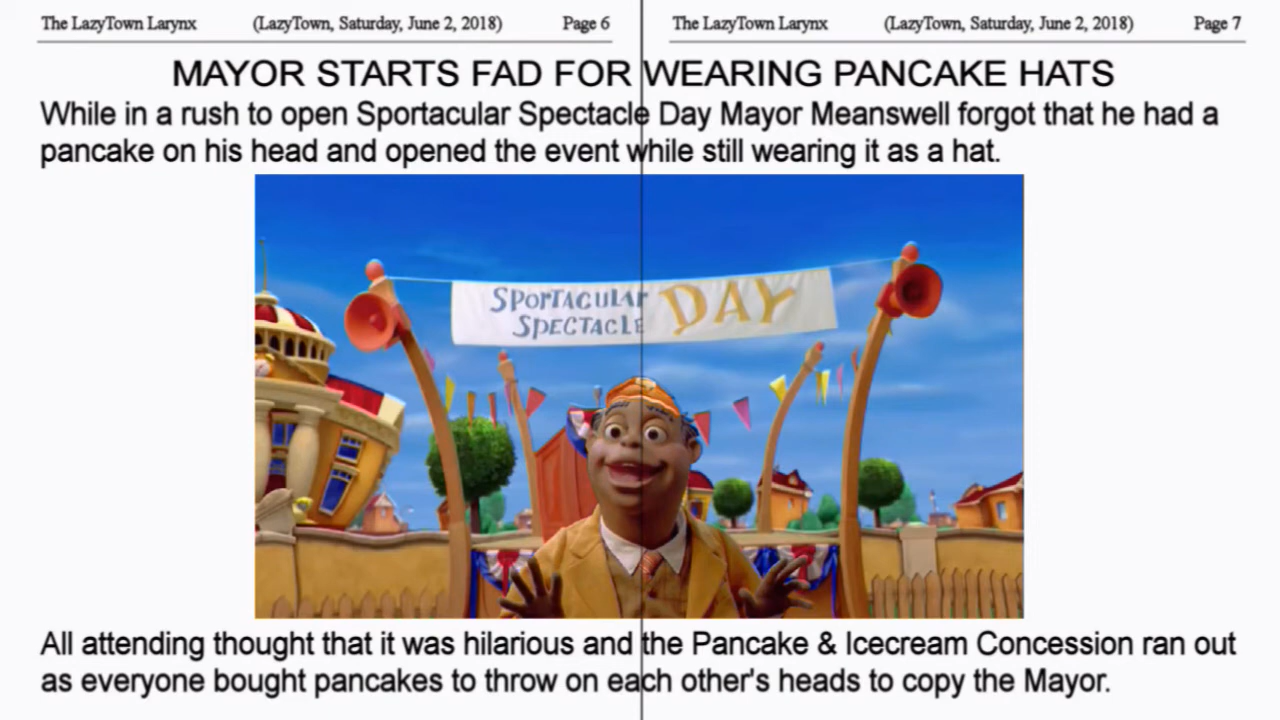 The LazyTown Larynx (LazyTown, Saturday, June 2, 2018) Page 6
The LazyTown Larynx (LazyTown, Saturday, June 2, 2018) Page 7
MAYOR STARTS FAD FOR WEARING PANCAKE HATS
While in a rush to open Sportacular Spectacle Day Mayor Meanswell forgot that he had a
pancake on his head and opened the event while still wearing it as a hat.
SPORTACULAR
SPECTACLE DAY
All attending thought that it was hilarious and the Pancake & Icecream Concession ran out
as everyone bought pancakes to throw on each other's heads to copy the Mayor.